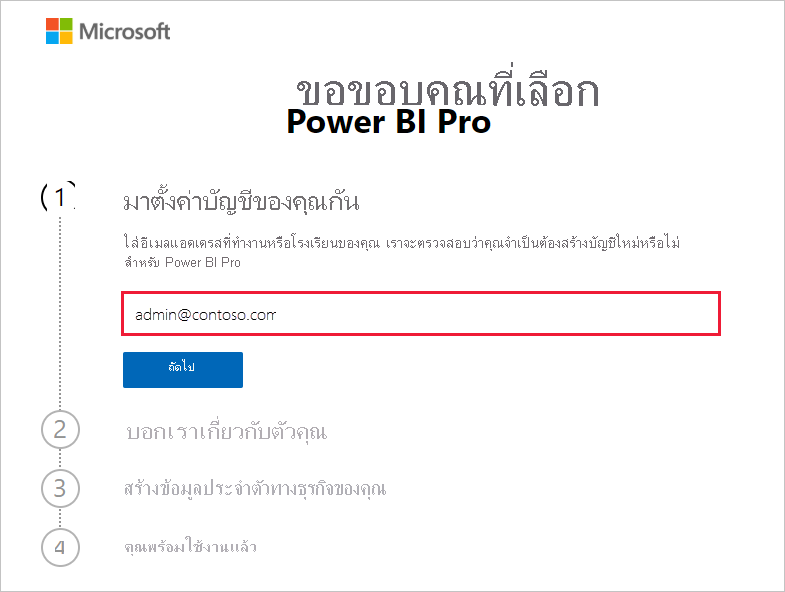 Microsoft
ขอขอบคุณที่เลือก
Power BI Pro
1
มาตั้งค่าบัญชีของคุณกัน
ใส่อีเมลแอดเดรสที่ทำงานหรือโรงเรียนของคุณ เราจะตรวจสอบว่าคุณจำเป็นต้องสร้างบัญชีใหม่หรือไม่
สำหรับ Power BI Pro
admin@contoso.com
ถัดไป
2
บอกเราเกี่ยวกับตัวคุณ
3
สร้างข้อมูลประจำตัวทางธุรกิจของคุณ
4
คุณพร้อมใช้งานแล้ว